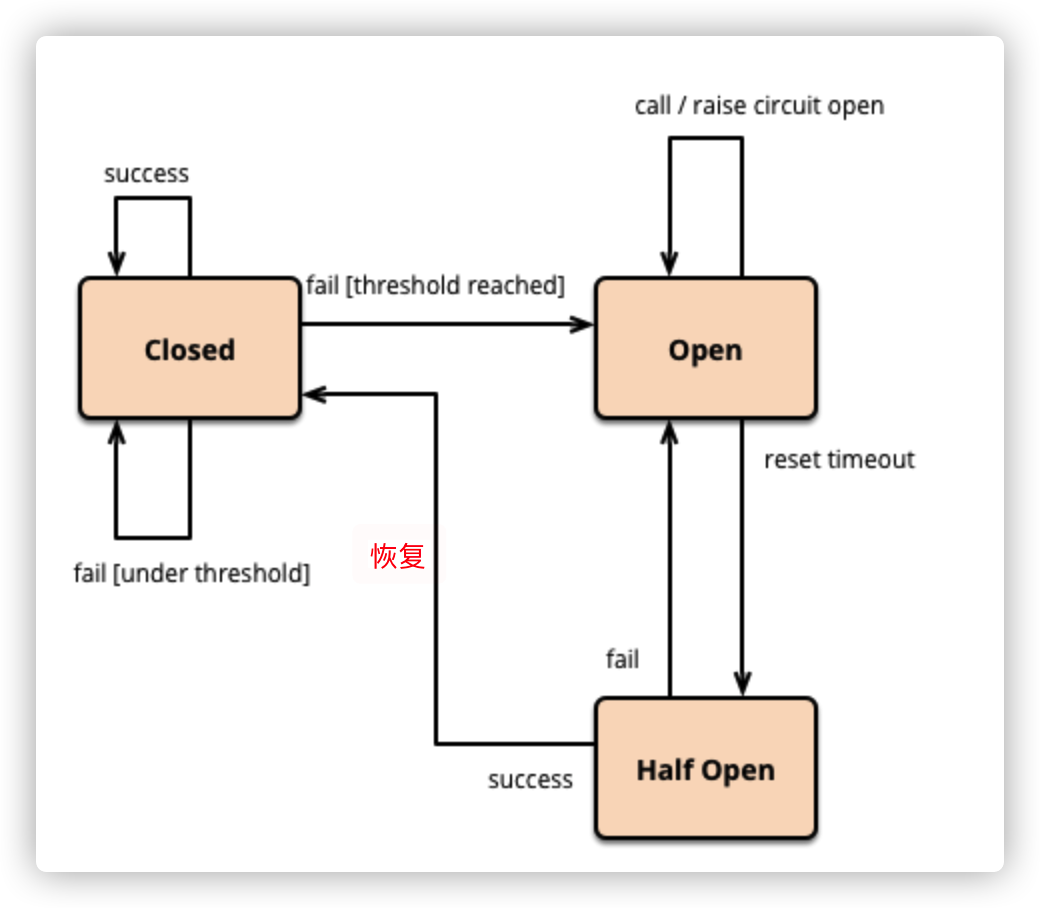 call / raise circuit open
success
fail [threshold reached]
Closed
Open
reset timeout
恢复
fail [under threshold]
fail
Half Open
success